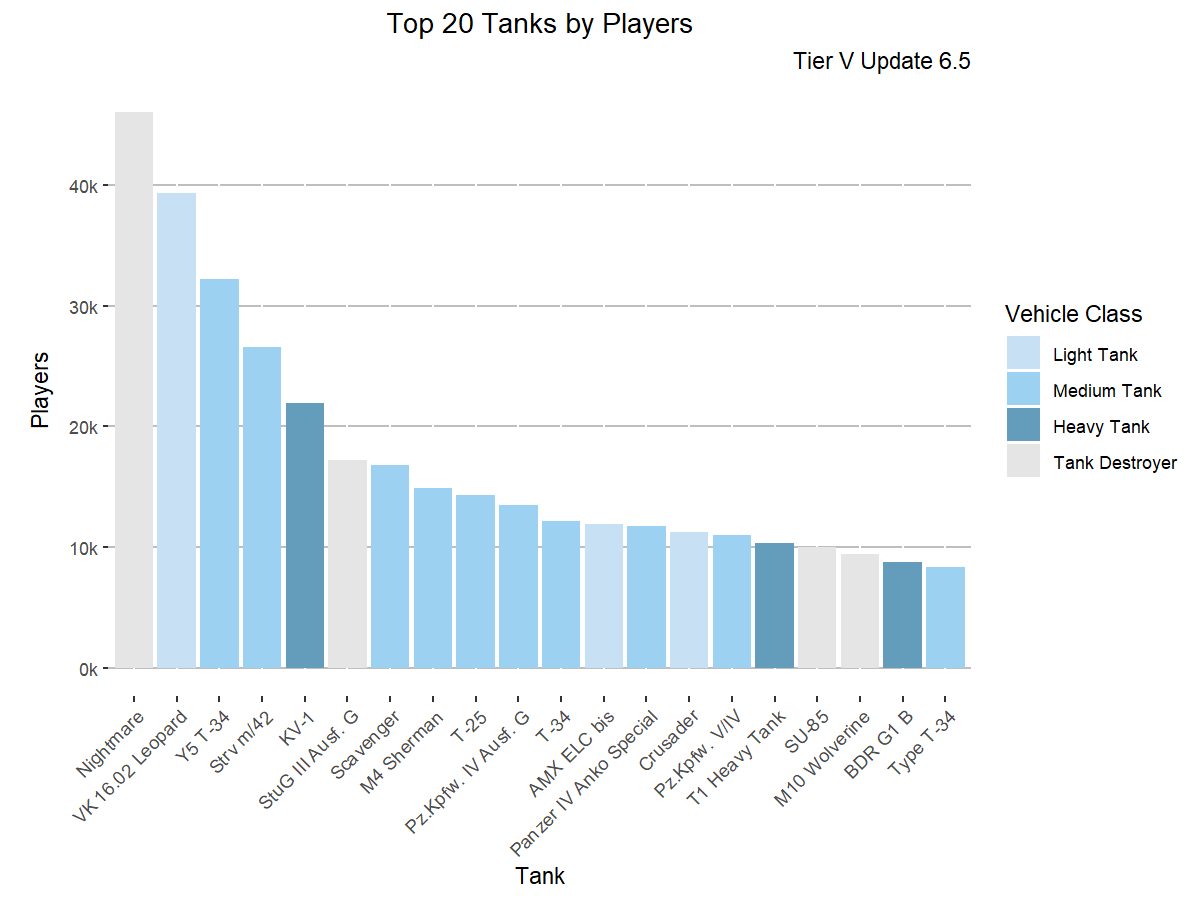 Top 20 Tanks by Players
Tier V Update 6.5
Players
40k
30k
20k
10k
0k
Nightmare
VK 16.02 Leopard
Y5 T-34
Strv m/42
KV-1
StuG III Ausf. G
Scavenger
M4 Sherman
T-25
Pz.Kpfw. IV Ausf. G
T-34
AMX ELC bis
Panzer IV Anko Special
Crusader
Pz.Kpfw. V/IV
T1 Heavy Tank
SU-85
M10 Wolverine
BDR G1 B
Type T-34
Tank
Vehicle Class
Light Tank
Medium Tank
Heavy Tank
Tank Destroyer